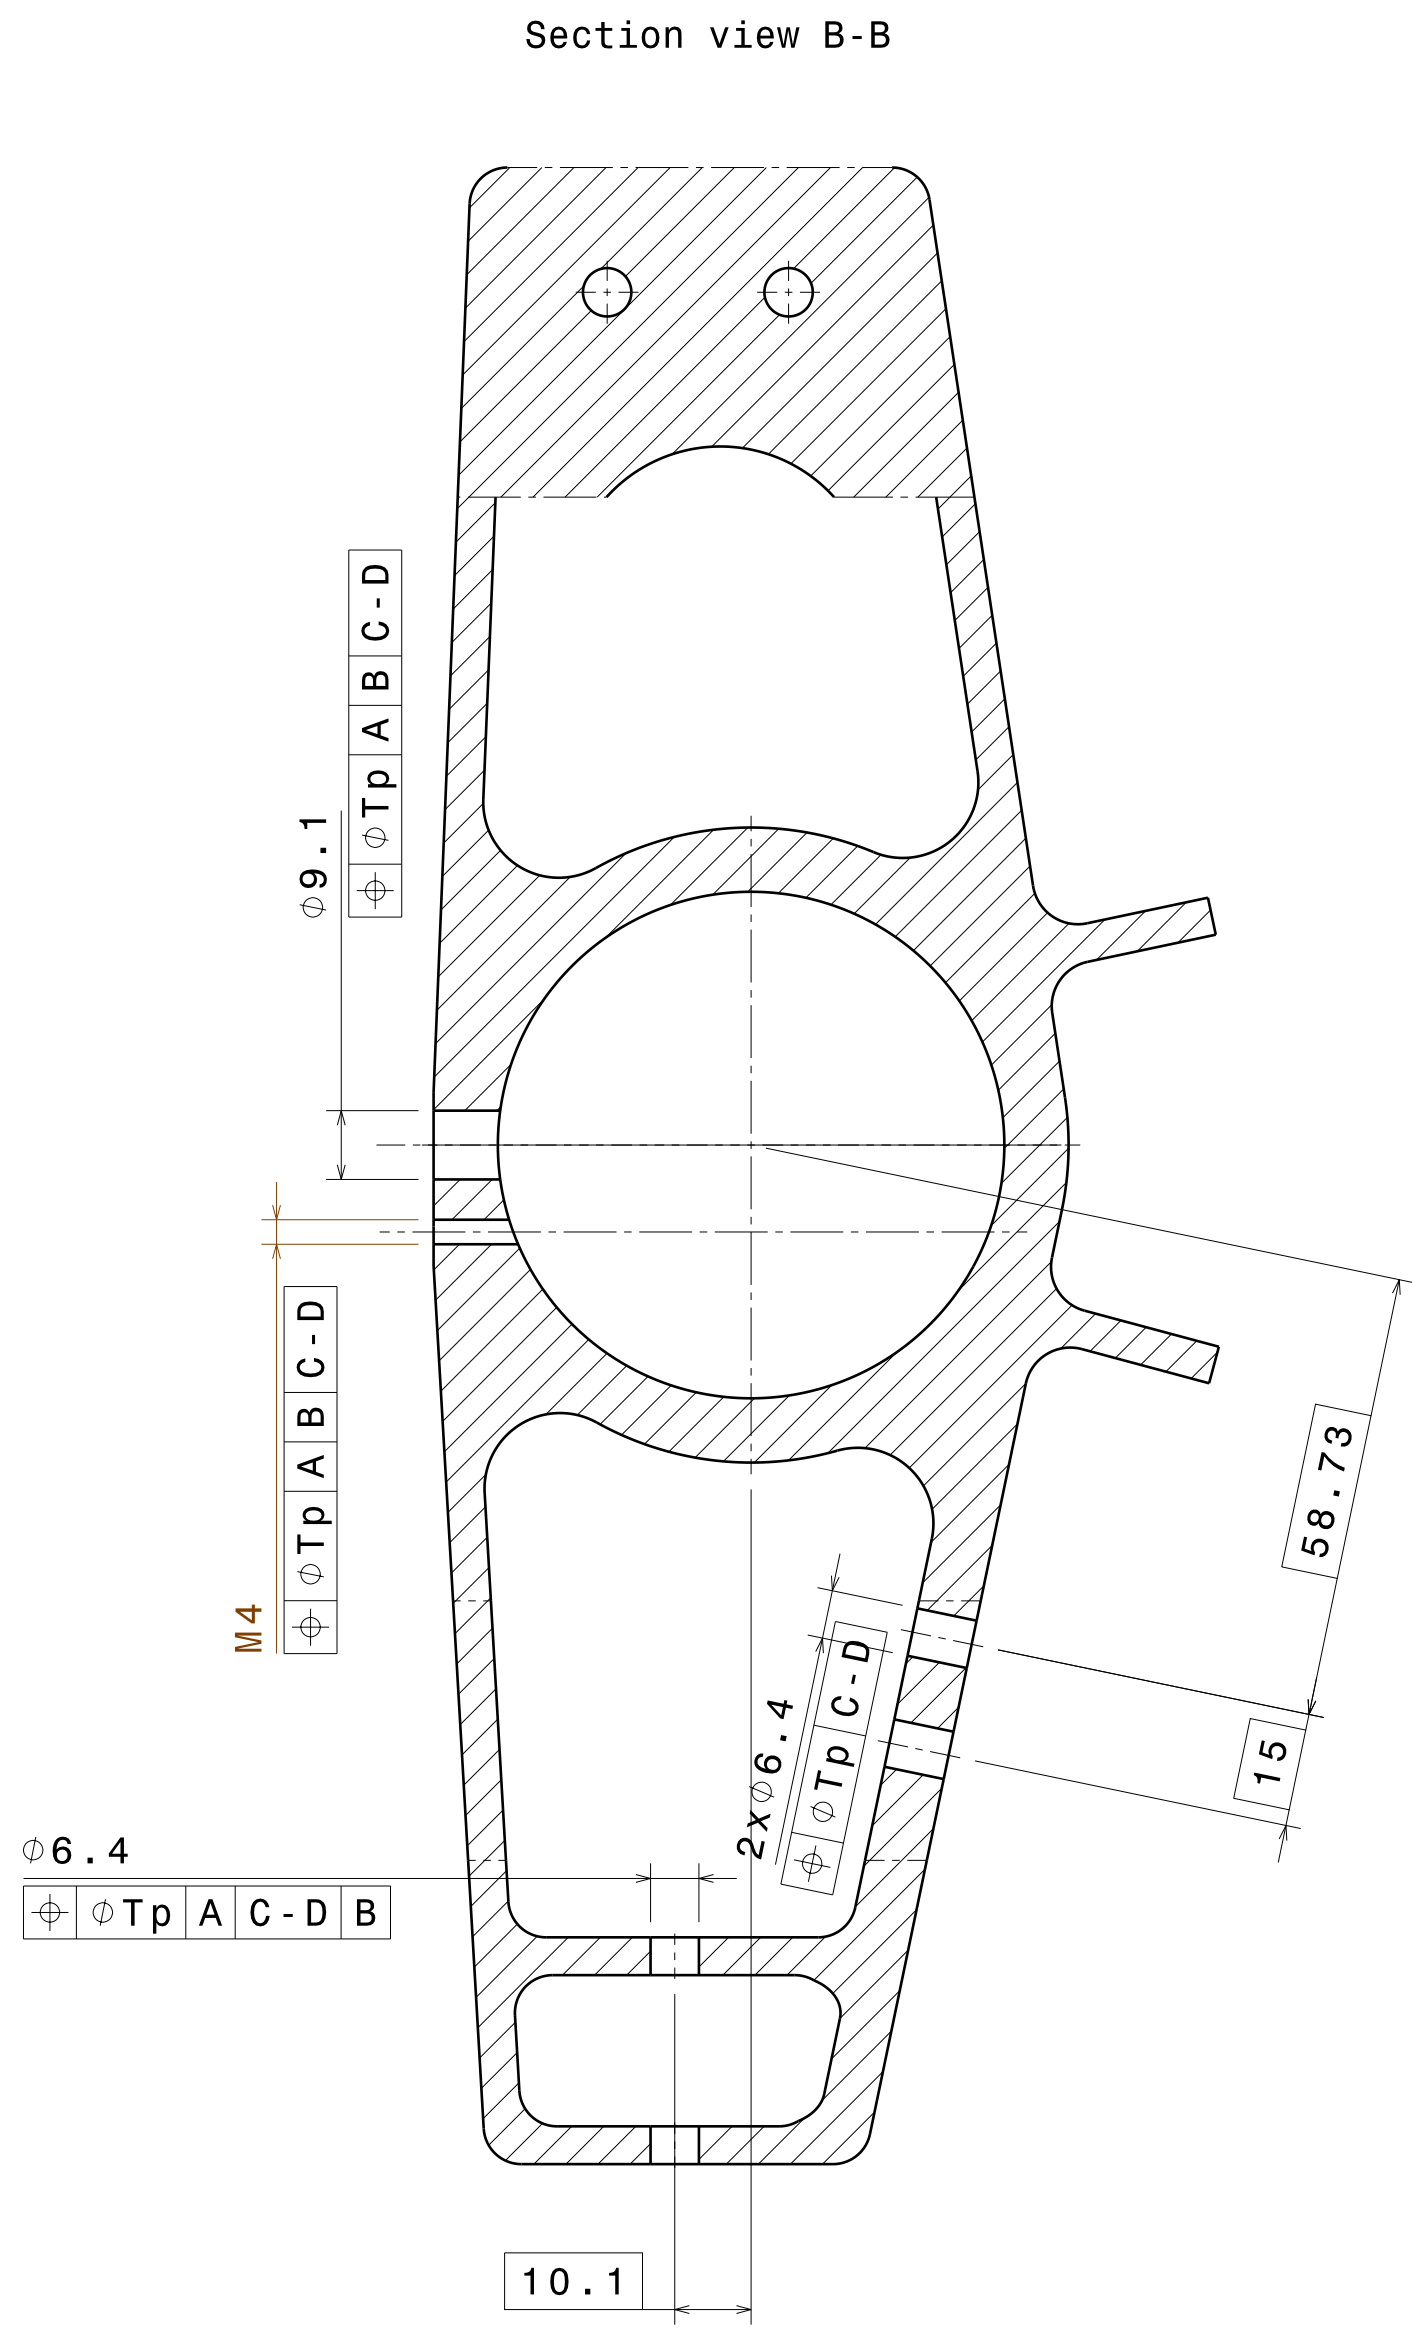 Section view B-B
⌖ ⌀Tp A B C-D
⌀9.1
⌖ ⌀Tp A B C-D
M4
58.73
15
2x⌀6.4
⌖ ⌀Tp C-D
⌀6.4
⌖ ⌀Tp A C-D B
10.1